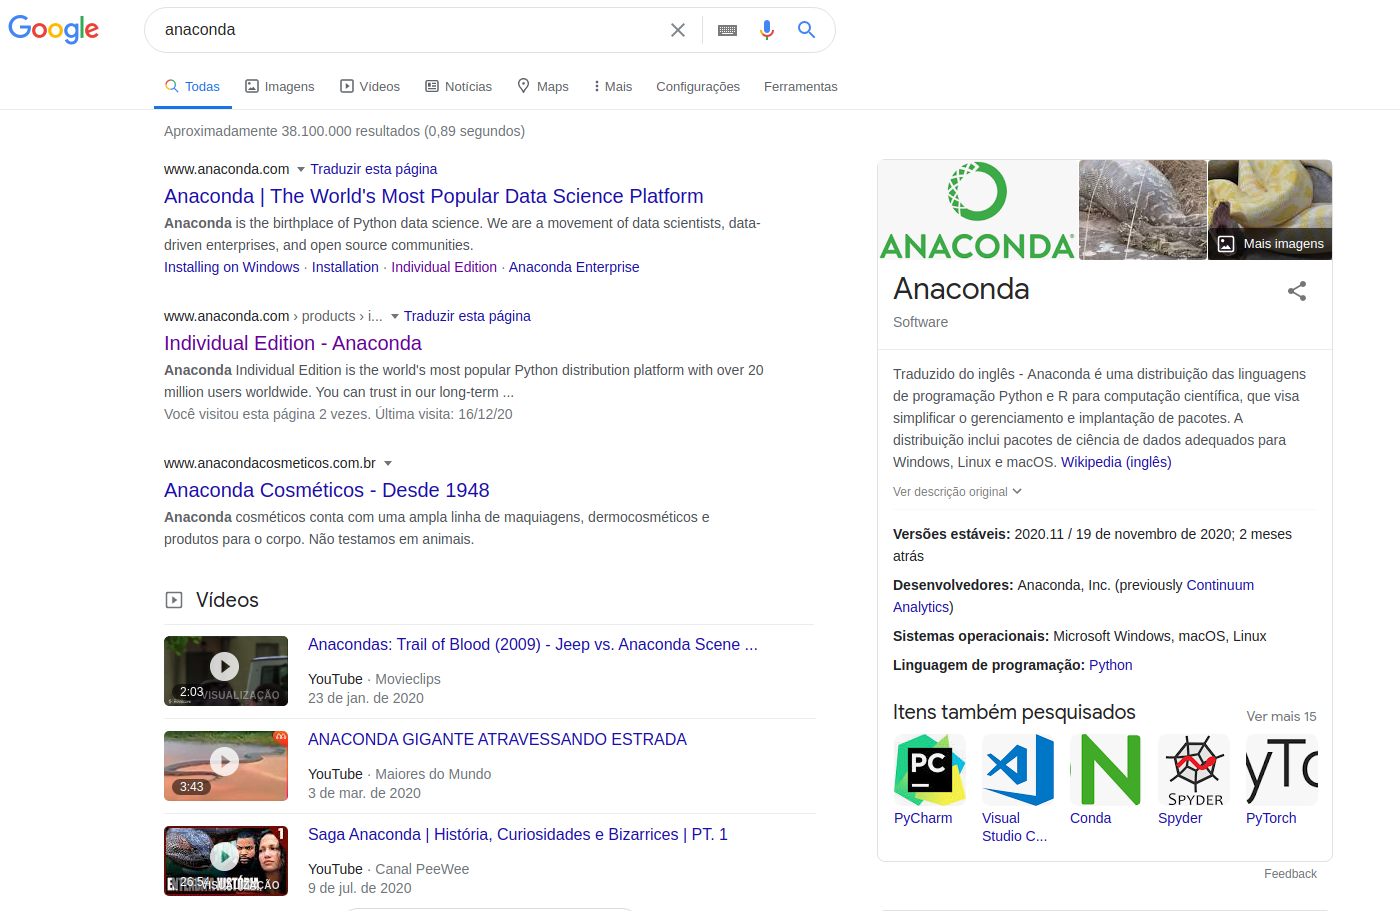 Google
anaconda
Todas Imagens Vídeos Notícias Maps Mais Configurações Ferramentas
Aproximadamente 38.100.000 resultados (0,89 segundos)
www.anaconda.com Traduzir esta página
Anaconda | The World's Most Popular Data Science Platform
Anaconda is the birthplace of Python data science. We are a movement of data scientists, data-
driven enterprises, and open source communities.
Installing on Windows · Installation · Individual Edition · Anaconda Enterprise
www.anaconda.com › products › i... Traduzir esta página
Individual Edition - Anaconda
Anaconda Individual Edition is the world's most popular Python distribution platform with over 20
million users worldwide. You can trust in our long-term ...
Você visitou esta página 2 vezes. Última visita: 16/12/20
www.anacondacosmeticos.com.br
Anaconda Cosméticos - Desde 1948
Anaconda cosméticos conta com uma ampla linha de maquiagens, dermocosméticos e
produtos para o corpo. Não testamos em animais.
Vídeos
Anacondas: Trail of Blood (2009) - Jeep vs. Anaconda Scene ...
YouTube · Movieclips
23 de jan. de 2020
2:03
VISUALIZAÇÃO
ANACONDA GIGANTE ATRAVESSANDO ESTRADA
YouTube · Maiores do Mundo
3 de mar. de 2020
3:43
Saga Anaconda | História, Curiosidades e Bizarrices | PT. 1
YouTube · Canal PeeWee
9 de jul. de 2020
1
26:54
VISUALIZAÇÃO
ANACONDA
Mais imagens
Anaconda
Software
Traduzido do inglês - Anaconda é uma distribuição das linguagens
de programação Python e R para computação científica, que visa
simplificar o gerenciamento e implantação de pacotes. A
distribuição inclui pacotes de ciência de dados adequados para
Windows, Linux e macOS. Wikipedia (inglês)
Ver descrição original
Versões estáveis: 2020.11 / 19 de novembro de 2020; 2 meses
atrás
Desenvolvedores: Anaconda, Inc. (previously Continuum
Analytics)
Sistemas operacionais: Microsoft Windows, macOS, Linux
Linguagem de programação: Python
Itens também pesquisados Ver mais 15
PC
N
SPYDER
yTo
PyCharm Visual Conda Spyder PyTorch
Studio C...
Feedback